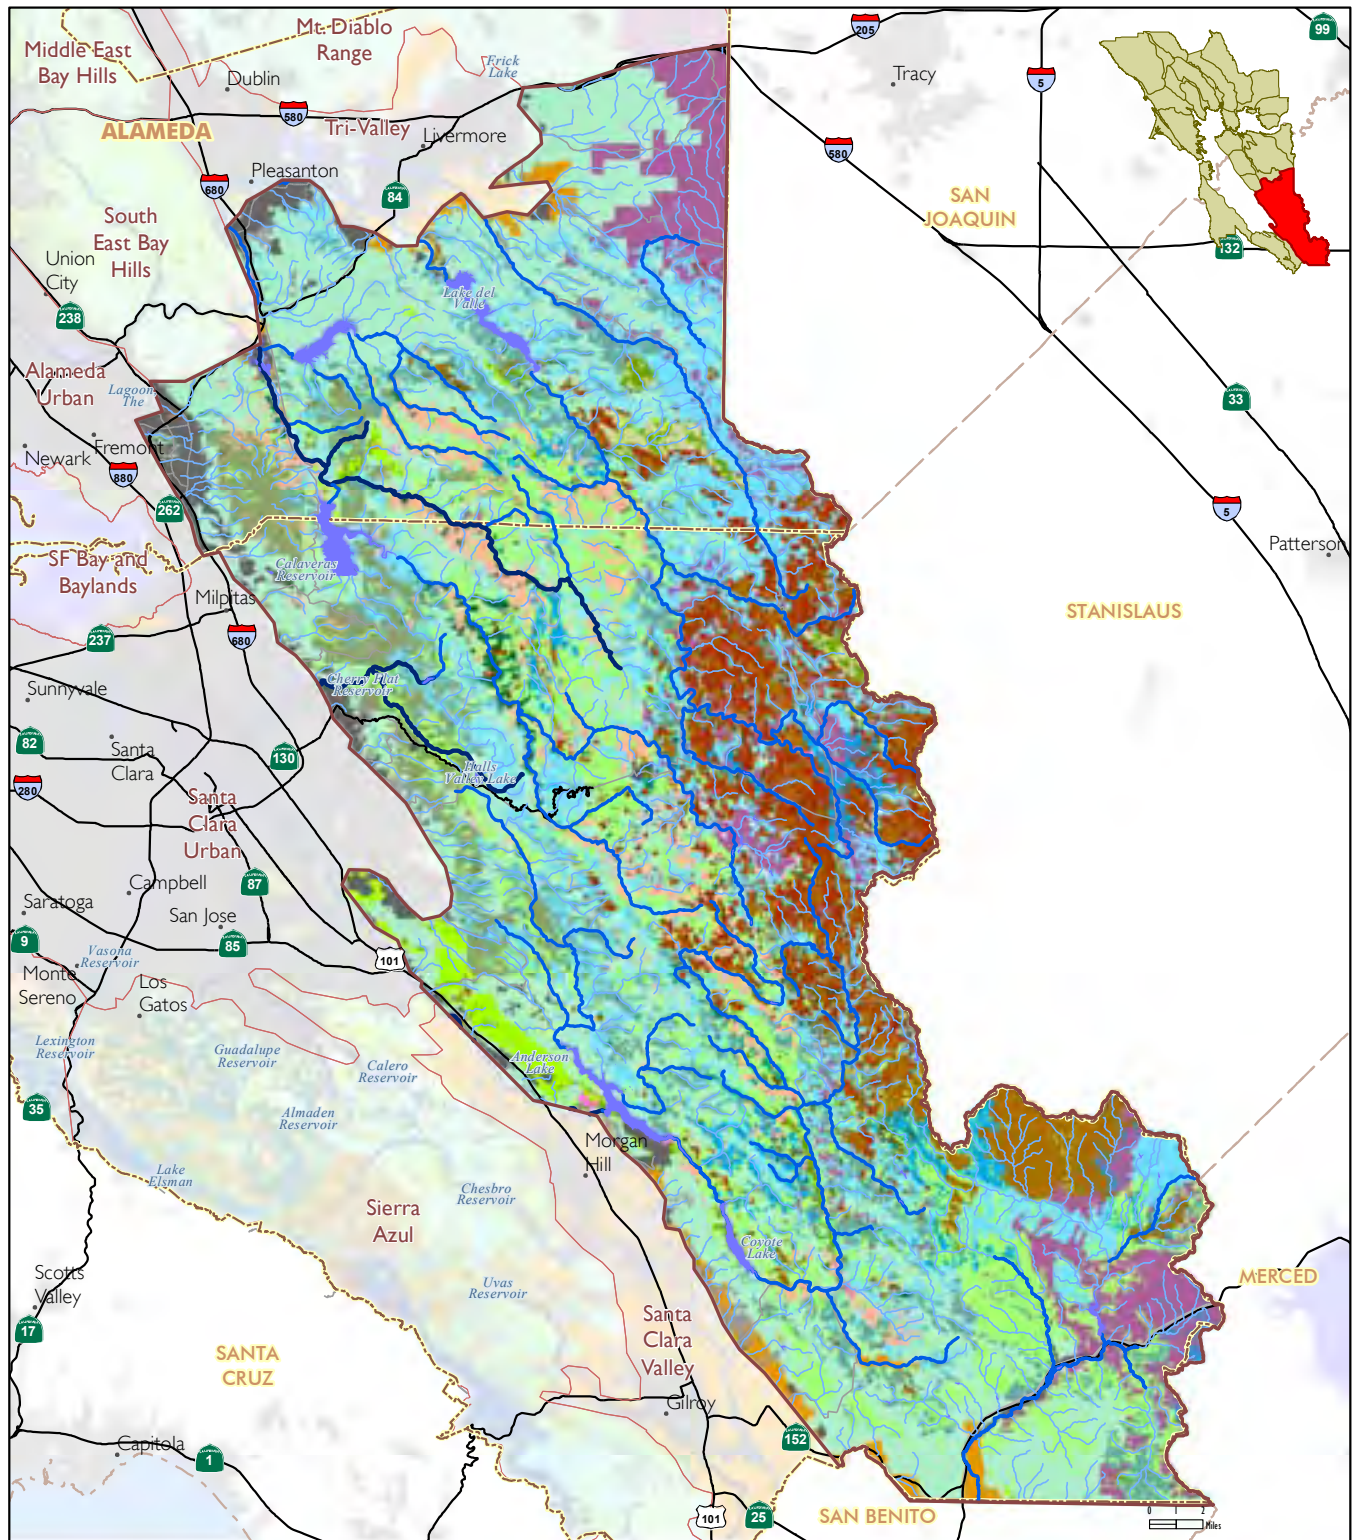 Mt. Diablo
Range
Middle East
Bay Hills
Dublin
Frick
Lake
205
99
Tracy
5
580
ALAMEDA
Tri-Valley
Livermore
580
Pleasanton
680
84
SAN
JOAQUIN
132
South
East Bay
Hills
Union
City
238
Lake del
Valle
Alameda
Urban
Lagoon
The
33
Newark
Fremont
880
262
5
Patterson
SF Bay and
Baylands
Calaveras
Reservoir
Milpitas
237
680
STANISLAUS
Sunnyvale
Cherry Flat
Reservoir
82
Santa
Clara
130
Halls
Valley Lake
280
Santa
Clara
Urban
Campbell
87
Saratoga
San Jose
9
85
Vasona
Reservoir
101
Monte
Sereno
Los
Gatos
Lexington
Reservoir
Guadalupe
Reservoir
Calero
Reservoir
Anderson
Lake
35
Almaden
Reservoir
Morgan
Hill
Lake
Elsman
Chesbro
Reservoir
Sierra
Azul
Coyote
Lake
Scotts
Valley
Uvas
Reservoir
MERCED
17
Santa
Clara
Valley
SANTA
CRUZ
Gilroy
152
Capitola
1
101
25
SAN BENITO
0 1 2
Miles